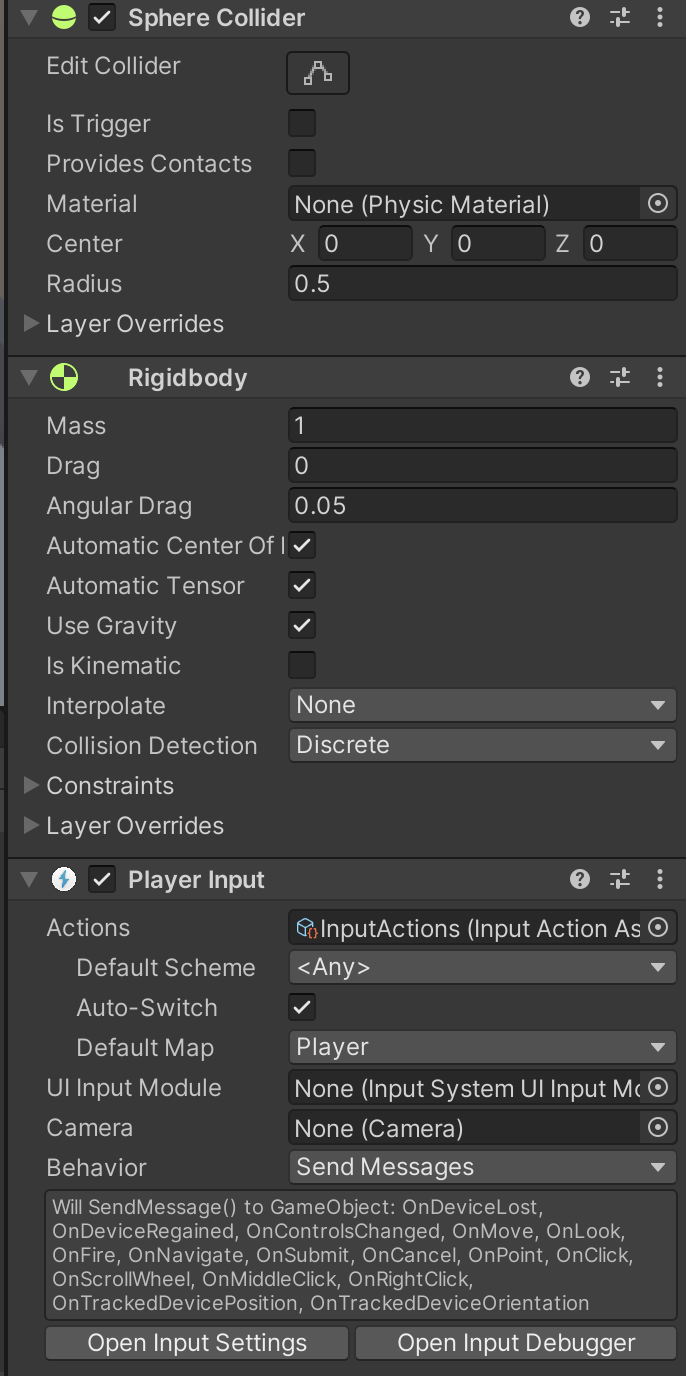 Sphere Collider
Edit Collider
Is Trigger
Provides Contacts
Material None (Physic Material)
Center X 0 Y 0 Z 0
Radius 0.5
Layer Overrides
Rigidbody
Mass 1
Drag 0
Angular Drag 0.05
Automatic Center Of
Automatic Tensor
Use Gravity
Is Kinematic
Interpolate None
Collision Detection Discrete
Constraints
Layer Overrides
Player Input
Actions InputActions (Input Action As
Default Scheme <Any>
Auto-Switch
Default Map Player
UI Input Module None (Input System UI Input Mo
Camera None (Camera)
Behavior Send Messages
Will SendMessage() to GameObject: OnDeviceLost,
OnDeviceRegained, OnControlsChanged, OnMove, OnLook,
OnFire, OnNavigate, OnSubmit, OnCancel, OnPoint, OnClick,
OnScrollWheel, OnMiddleClick, OnRightClick,
OnTrackedDevicePosition, OnTrackedDeviceOrientation
Open Input Settings Open Input Debugger